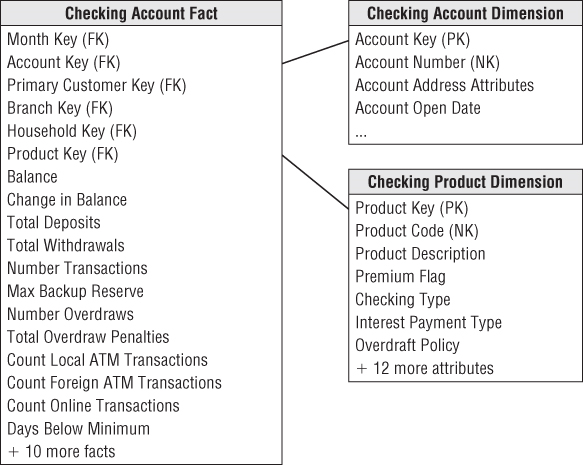 Checking Account Fact
Month Key (FK)
Account Key (FK)
Primary Customer Key (FK)
Branch Key (FK)
Household Key (FK)
Product Key (FK)
Balance
Change in Balance
Total Deposits
Total Withdrawals
Number Transactions
Max Backup Reserve
Number Overdraws
Total Overdraw Penalties
Count Local ATM Transactions
Count Foreign ATM Transactions
Count Online Transactions
Days Below Minimum
+ 10 more facts
Checking Account Dimension
Account Key (PK)
Account Number (NK)
Account Address Attributes
Account Open Date
...
Checking Product Dimension
Product Key (PK)
Product Code (NK)
Product Description
Premium Flag
Checking Type
Interest Payment Type
Overdraft Policy
+ 12 more attributes